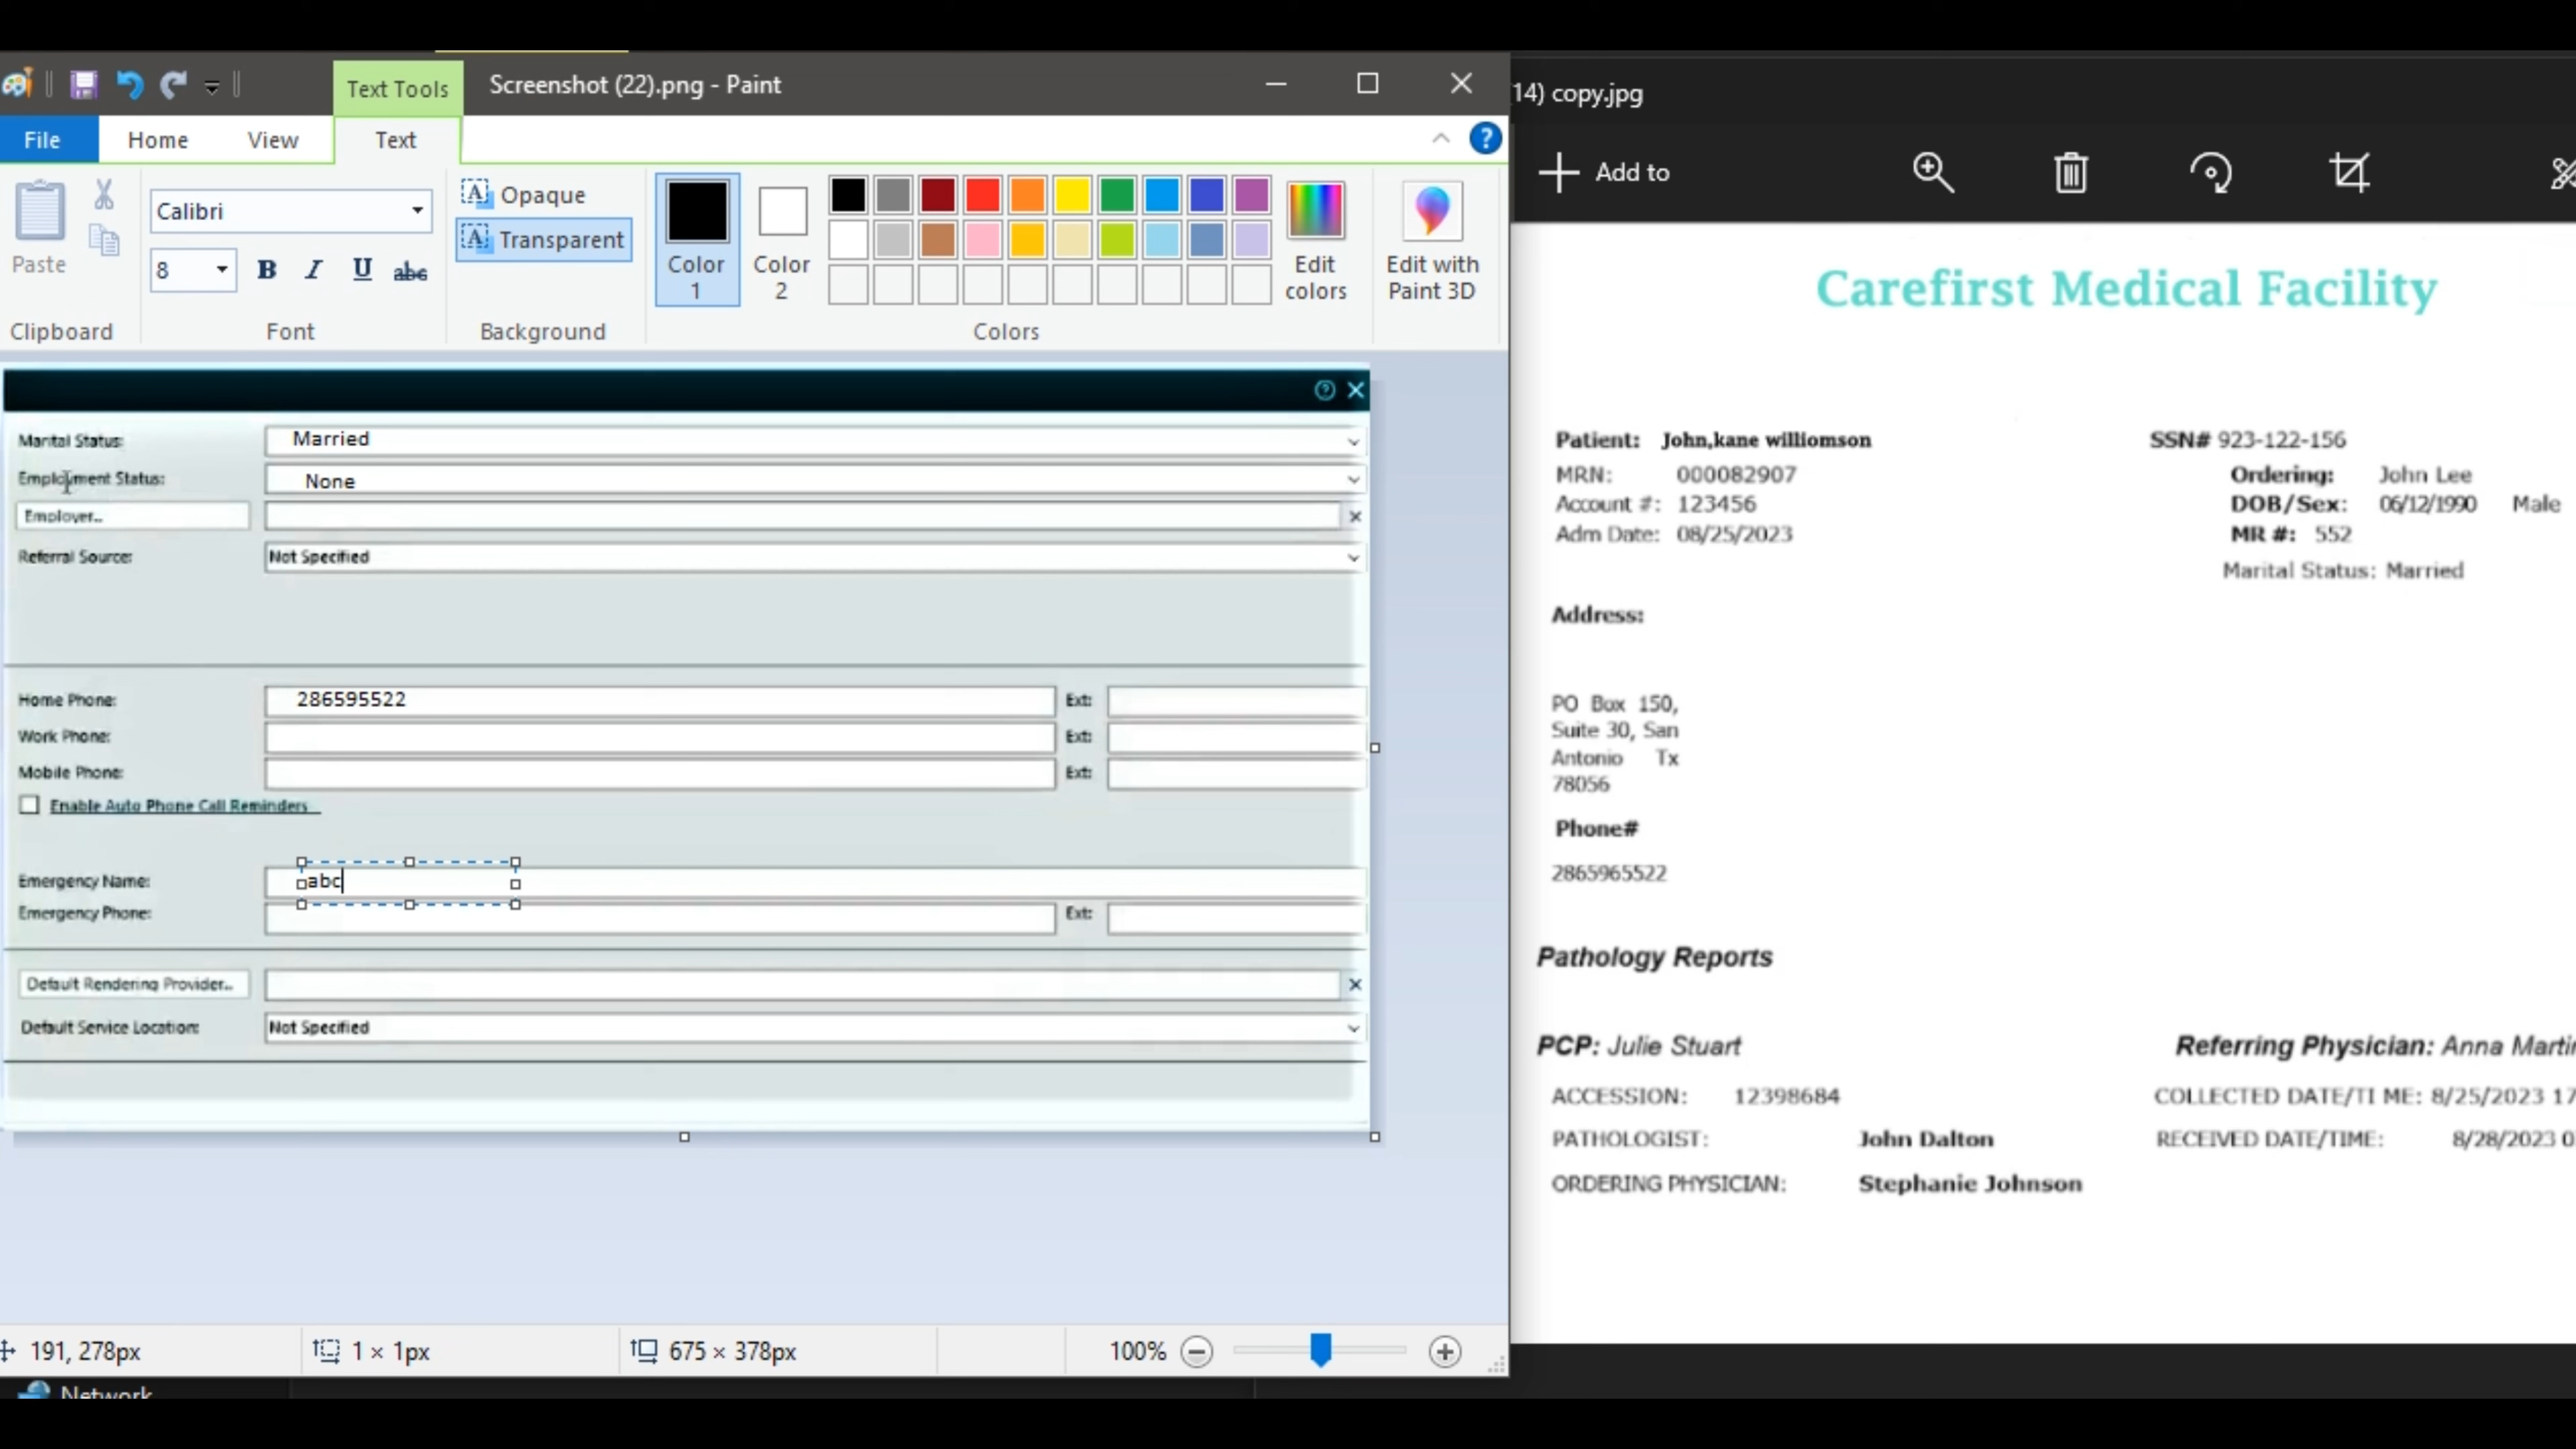 Text Tools
Screenshot (22).png - Paint
File
Home
View
Text
Paste
Clipboard
Calibri
8
B I U abc
Font
Opaque
Transparent
Background
Color 1
Color 2
Edit colors
Colors
Edit with Paint 3D
Marital Status: Married
Employment Status: None
Employer...
Referral Source: Not Specified
Home Phone: 286595522 Ext:
Work Phone: Ext:
Mobile Phone: Ext:
Enable Auto Phone Call Reminders
Emergency Name: abc
Emergency Phone: Ext:
Default Rendering Provider...
Default Service Location: Not Specified
191, 278px
1 × 1px
675 × 378px
100%
Network
14) copy.jpg
Add to
Carefirst Medical Facility
Patient: John,kane williomson SSN# 923-122-156
MRN: 000082907 Ordering: John Lee
Account #: 123456 DOB/Sex: 06/12/1990 Male
Adm Date: 08/25/2023 MR #: 552
Marital Status: Married
Address:
PO Box 150,
Suite 30, San
Antonio Tx
78056
Phone#
2865965522
Pathology Reports
PCP: Julie Stuart Referring Physician: Anna Martin
ACCESSION: 12398684 COLLECTED DATE/TI ME: 8/25/2023 17
PATHOLOGIST: John Dalton RECEIVED DATE/TIME: 8/28/2023 0
ORDERING PHYSICIAN: Stephanie Johnson